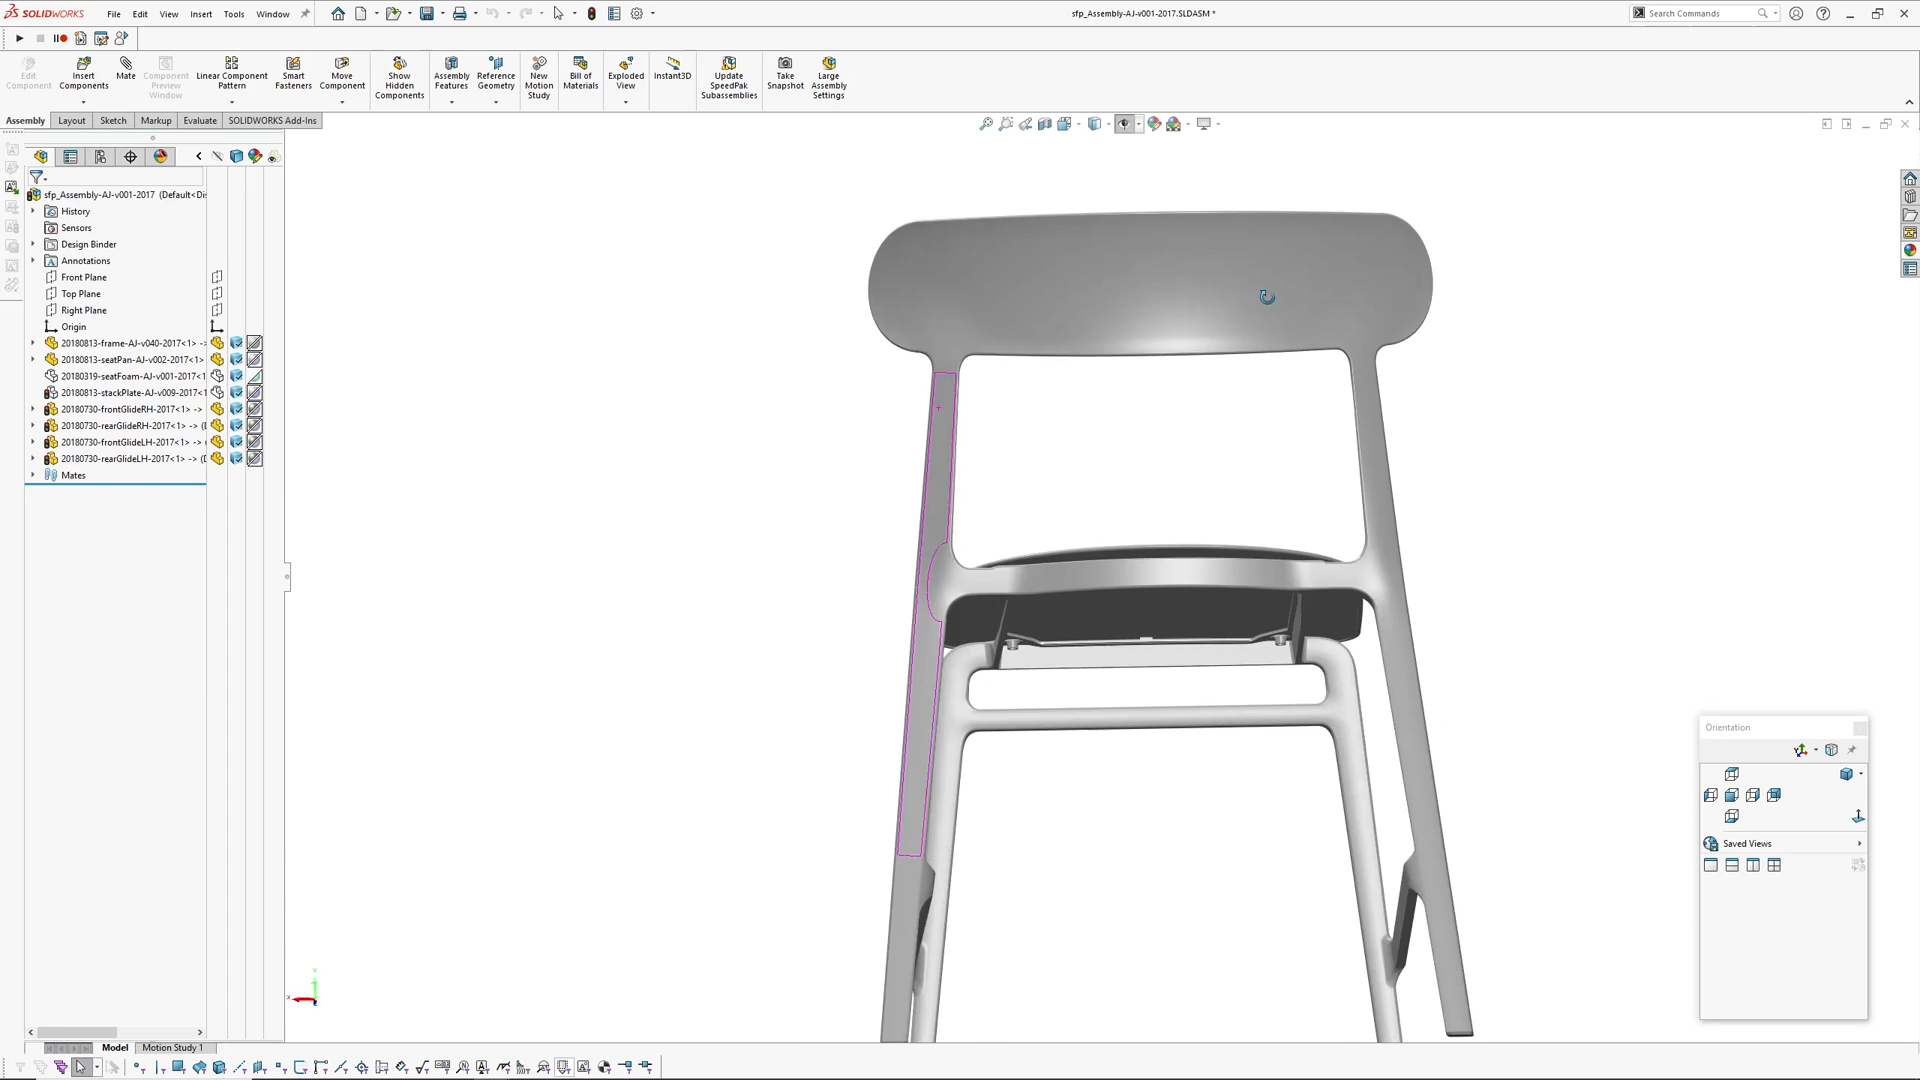 SOLIDWORKS File Edit View Insert Tools Window sfp_Assembly-AJ-v001-2017.SLDASM * Search Commands
Edit Component
Insert Components
Mate
Component Preview Window
Linear Component Pattern
Smart Fasteners
Move Component
Show Hidden Components
Assembly Features
Reference Geometry
New Motion Study
Bill of Materials
Exploded View
Instant3D
Update SpeedPak Subassemblies
Take Snapshot
Large Assembly Settings
Assembly Layout Sketch Markup Evaluate SOLIDWORKS Add-Ins
sfp_Assembly-AJ-v001-2017 (Default<Di
History
Sensors
Design Binder
Annotations
Front Plane
Top Plane
Right Plane
Origin
20180813-frame-AJ-v040-2017<1> ->
20180813-seatPan-AJ-v002-2017<1>
20180319-seatFoam-AJ-v001-2017<1
20180813-stackPlate-AJ-v009-2017<1
20180730-frontGlideRH-2017<1> ->
20180730-rearGlideRH-2017<1> -> (D
20180730-frontGlideLH-2017<1> -> (
20180730-rearGlideLH-2017<1> -> (D
Mates
Orientation
Saved Views
Y
X
Model Motion Study 1